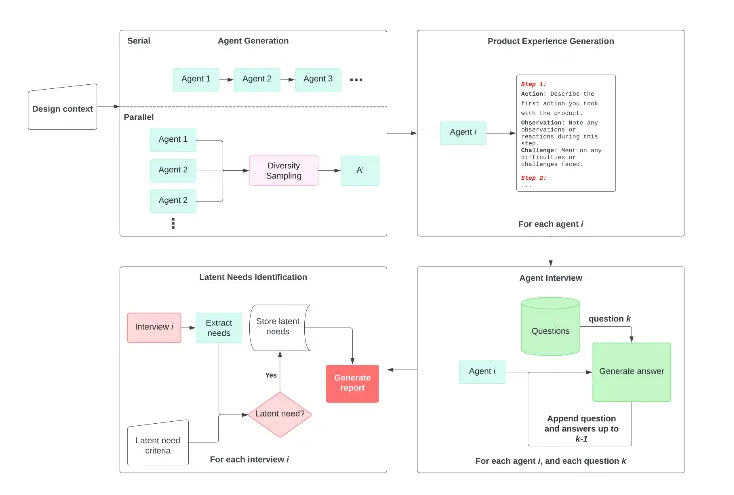 Serial
Agent Generation
Agent 1
Agent 2
Agent 3
Design context
Parallel
Agent 1
Agent 2
Agent 2
Diversity
Sampling
A'
Product Experience Generation
Agent i
Step 1:
Action: Describe the
first action you took
with the product.
Observation: Note any
observations or
reactions during this
step.
Challenge: Mention any
difficulties or
challenges faced.
Step 2:
...
For each agent i
Latent Needs Identification
Interview i
Extract
needs
Store latent
needs
Generate
report
Yes
Latent need?
Latent need
criteria
For each interview i
Agent Interview
Questions
question k
Agent i
Generate answer
Append question
and answers up to
k-1
For each agent i, and each question k